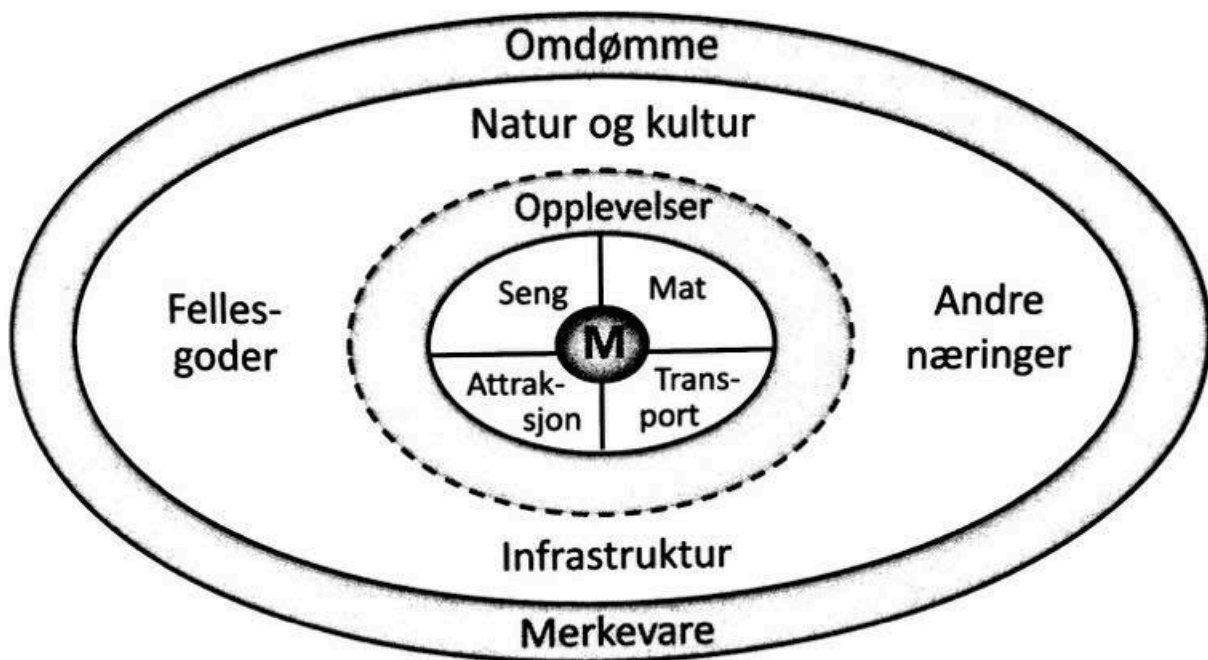 Omdømme
Natur og kultur
Opplevelser
Seng
Mat
Felles-
goder
M
Andre
næringer
Attrak-
sjon
Trans-
port
Infrastruktur
Merkevare